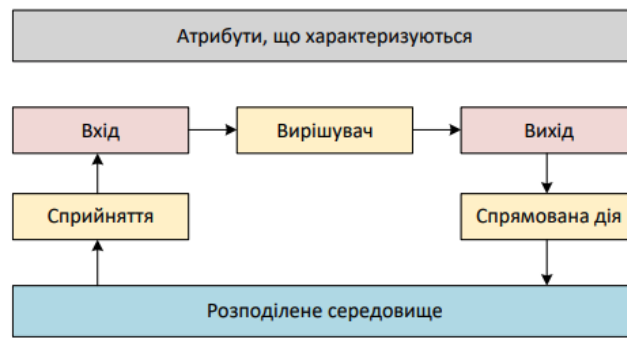 Атрибути, що характеризуються
Вхід
Вирішувач
Вихід
Сприйняття
Спрямована дія
Розподілене середовище